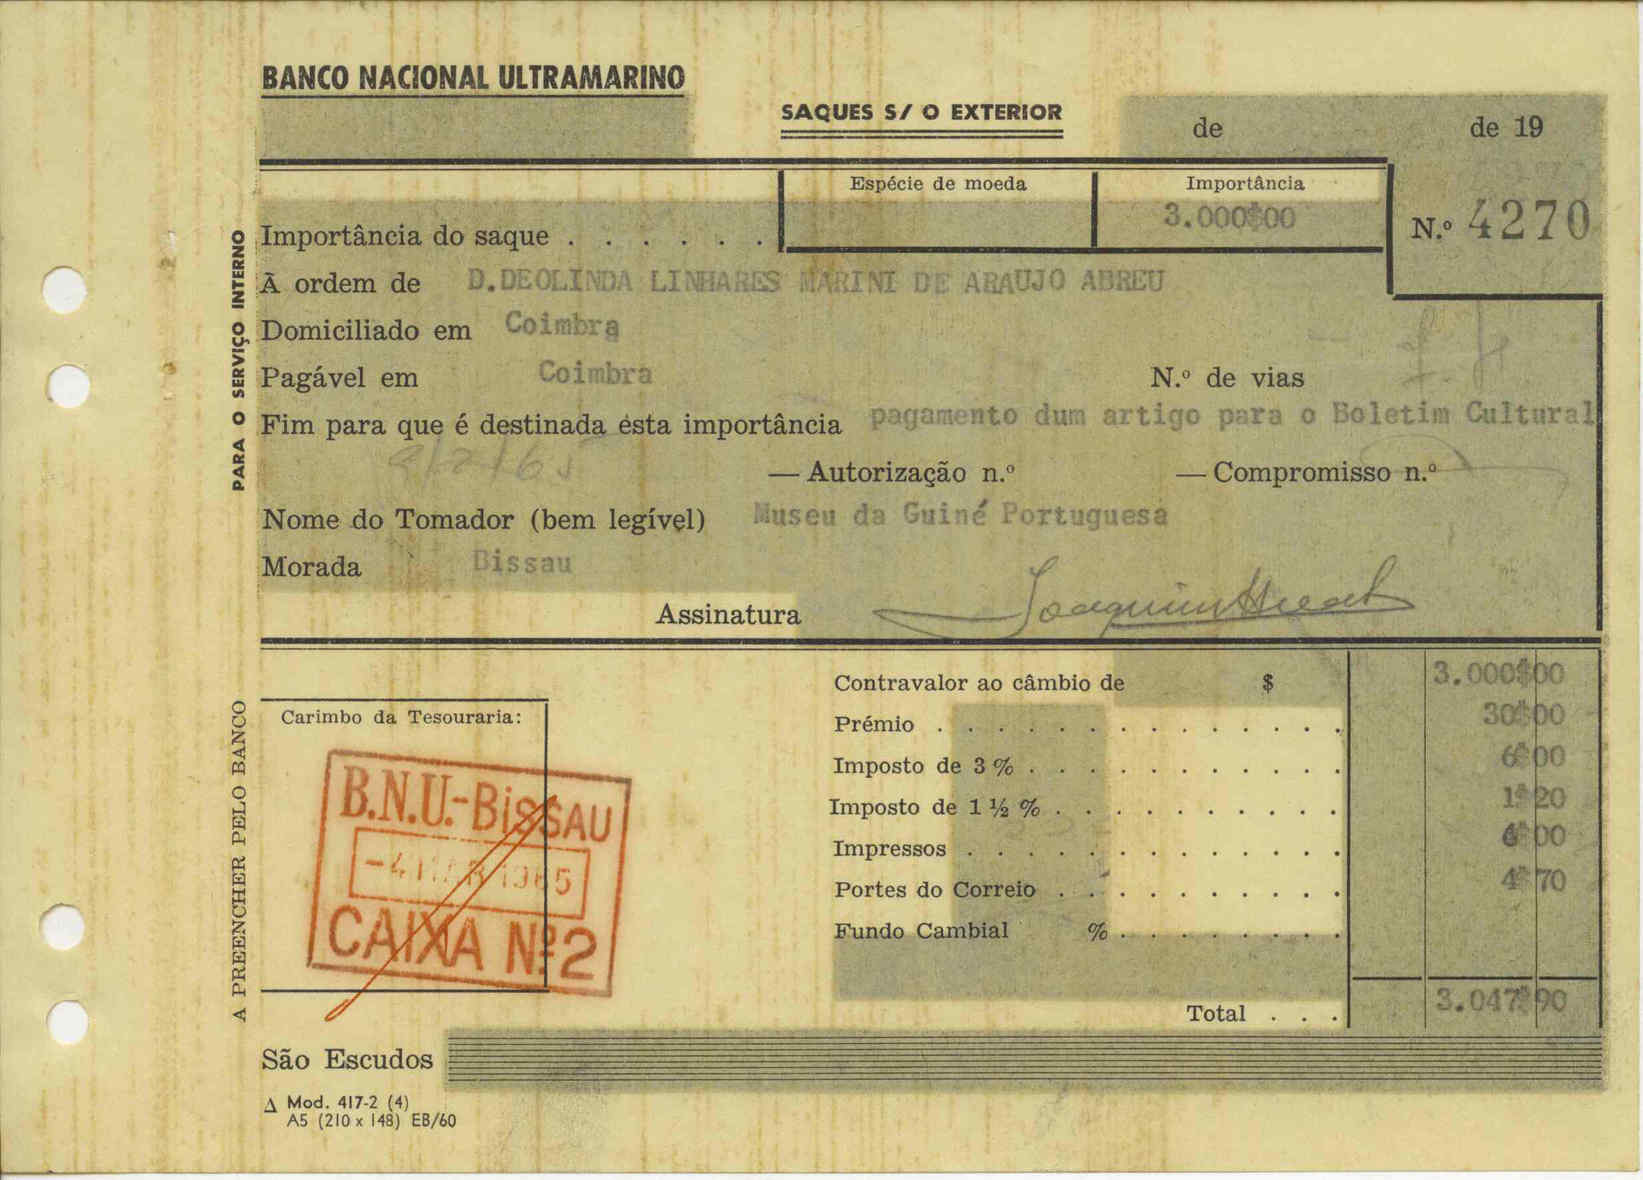 BANCO NACIONAL ULTRAMARINO
SAQUES S/ O EXTERIOR
de de 19
Espécie de moeda Importância
Importância do saque . . . . . . . 3.000$00
N.º 4270
À ordem de D.DEOLINDA LINHARES MARINI DE ARAUJO ABREU
Domiciliado em Coimbra
Pagável em Coimbra N.º de vias
Fim para que é destinada esta importância pagamento dum artigo para o Boletim Cultural
— Autorização n.º — Compromisso n.º
Nome do Tomador (bem legível) Museu da Guiné Portuguesa
Morada Bissau
Assinatura
PARA O SERVIÇO INTERNO
Contravalor ao câmbio de $ 3.000$00
Prémio . . . . . . . . . . . . . . 30$00
Imposto de 3 % . . . . . . . . . . . 6$00
Imposto de 1 ½ % . . . . . . . . . . 1$20
Impressos . . . . . . . . . . . . . 6$00
Portes do Correio . . . . . . . . . . 4$70
Fundo Cambial % . . . . . . . .
Total . . . 3.047$90
Carimbo da Tesouraria:
B.N.U.-BISSAU
-4 MAR 1965
CAIXA Nº2
A PREENCHER PELO BANCO
São Escudos
Δ Mod. 417-2 (4)
A5 (210 x 148) EB/60